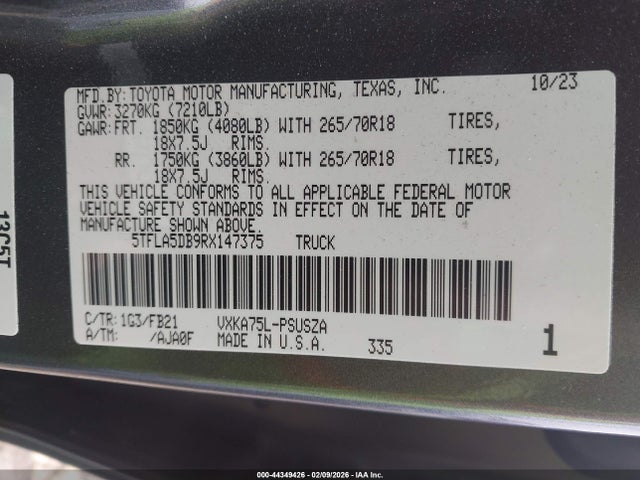 MFD.BY:TOYOTA MOTOR MANUFACTURING, TEXAS, INC. 10/23
GVWR:3270KG (7210LB)
GAWR:FRT. 1850KG (4080LB) WITH 265/70R18 TIRES,
18X7.5J RIMS.
RR. 1750KG (3860LB) WITH 265/70R18 TIRES,
18X7.5J RIMS.
THIS VEHICLE CONFORMS TO ALL APPLICABLE FEDERAL MOTOR
VEHICLE SAFETY STANDARDS IN EFFECT ON THE DATE OF
MANUFACTURE SHOWN ABOVE.
5TFLA5DB9RX147375 TRUCK
C/TR:1G3/FB21 VXKA75L-PSUSZA
A/TM: /AJA0F MADE IN U.S.A. 335 1
000-44349426 - 02/09/2026 - IAA Inc.